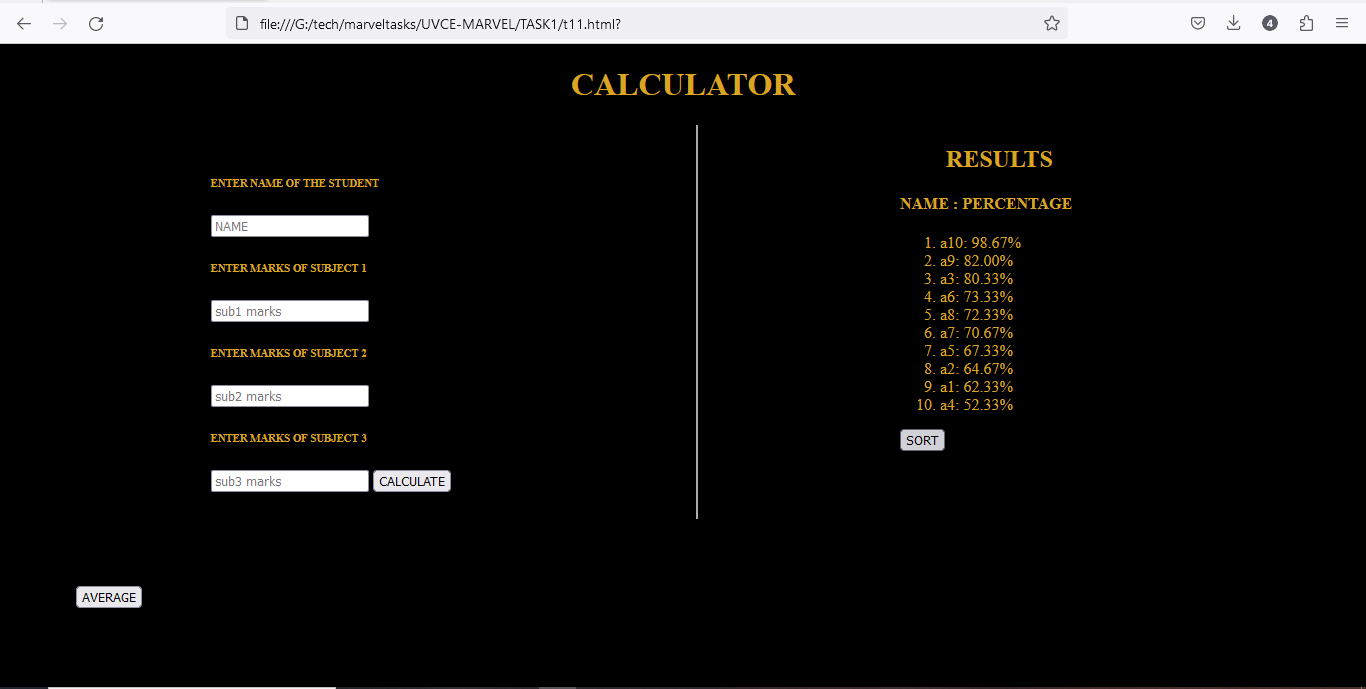 file:///G:/tech/marveltasks/UVCE-MARVEL/TASK1/t11.html?
4
CALCULATOR
ENTER NAME OF THE STUDENT
NAME
ENTER MARKS OF SUBJECT 1
sub1 marks
ENTER MARKS OF SUBJECT 2
sub2 marks
ENTER MARKS OF SUBJECT 3
sub3 marks CALCULATE
RESULTS
NAME : PERCENTAGE
1. a10: 98.67%
2. a9: 82.00%
3. a3: 80.33%
4. a6: 73.33%
5. a8: 72.33%
6. a7: 70.67%
7. a5: 67.33%
8. a2: 64.67%
9. a1: 62.33%
10. a4: 52.33%
SORT
AVERAGE